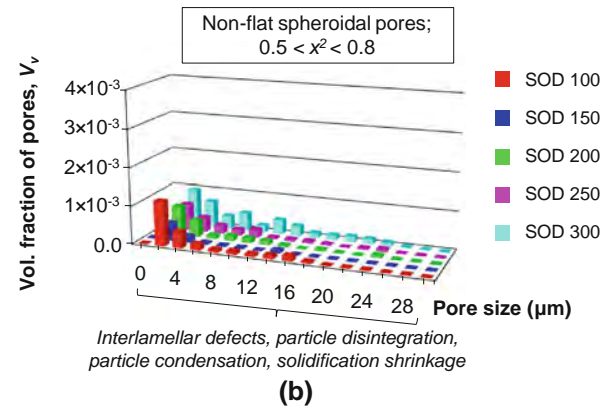 Non-flat spheroidal pores;
0.5 < x² < 0.8
Vol. fraction of pores, Vᵥ
4×10⁻³
3×10⁻³
2×10⁻³
1×10⁻³
0.0
0 4 8 12 16 20 24 28
Pore size (μm)
SOD 100
SOD 150
SOD 200
SOD 250
SOD 300
Interlamellar defects, particle disintegration,
particle condensation, solidification shrinkage
(b)